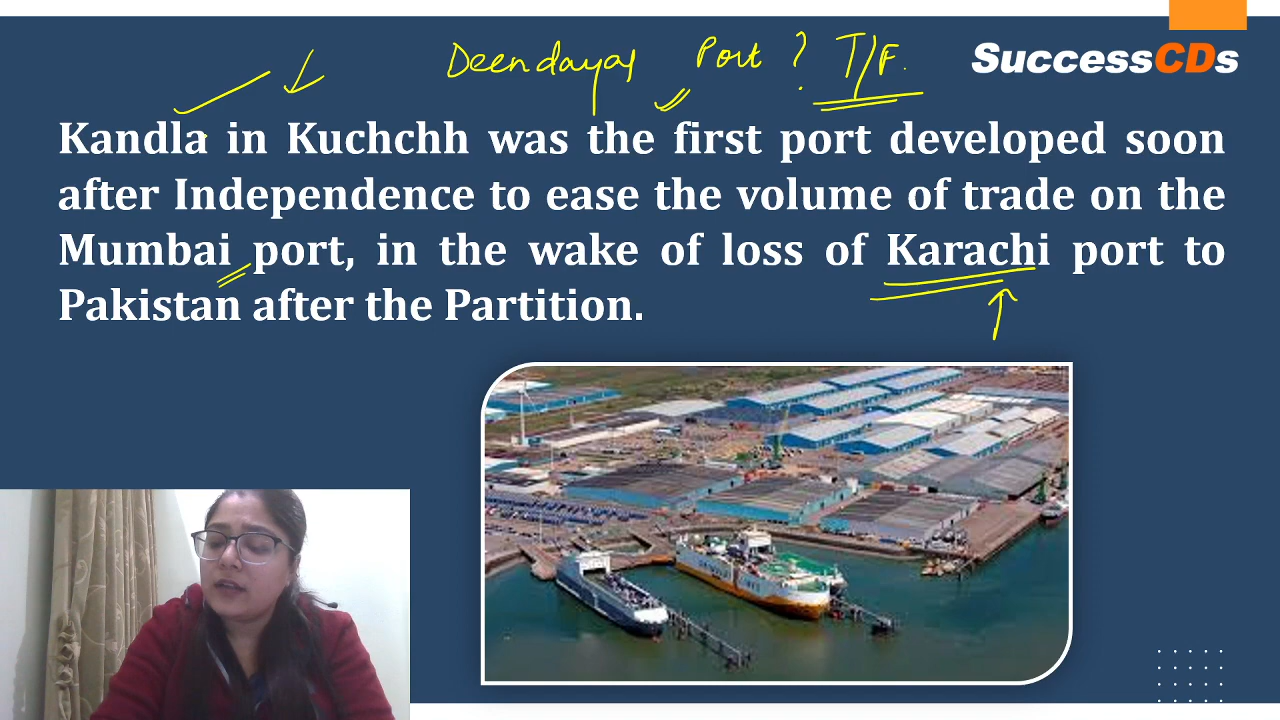 Deendayal Port ? T/F.
SuccessCDs
Kandla in Kuchchh was the first port developed soon
after Independence to ease the volume of trade on the
Mumbai port, in the wake of loss of Karachi port to
Pakistan after the Partition.